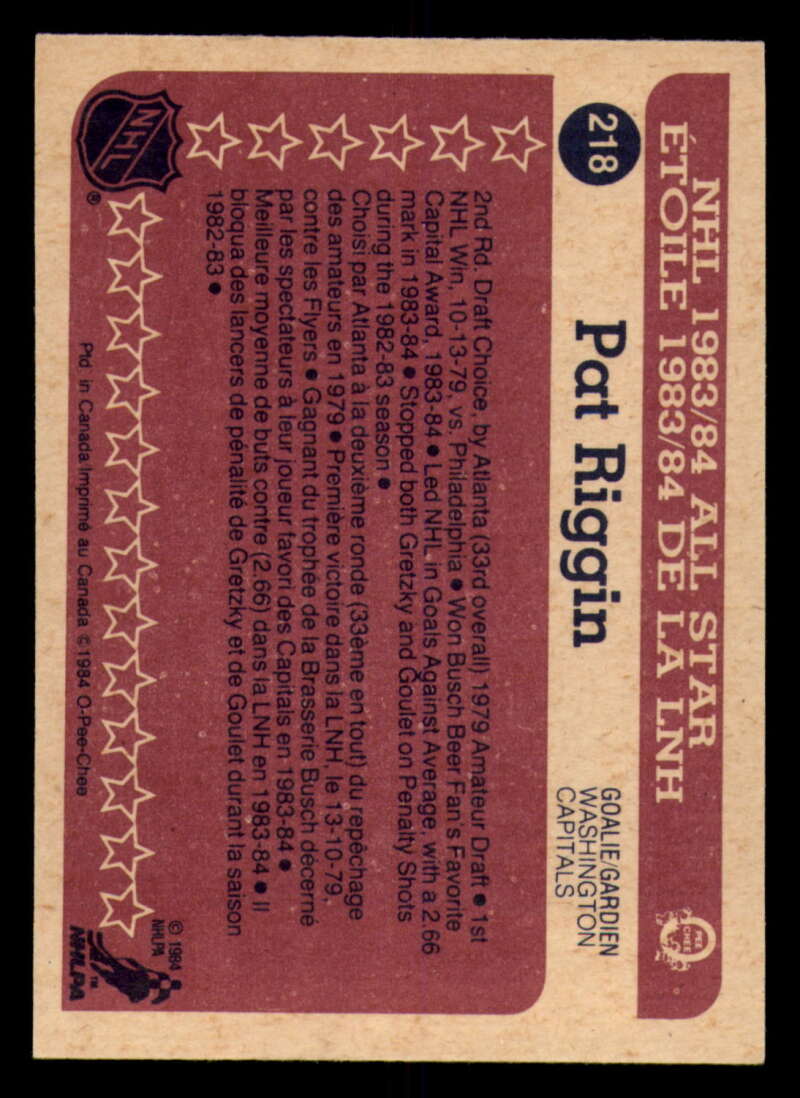 NHL 1983/84 ALL STAR
ÉTOILE 1983/84 DE LA LNH
O
PEE
CHEE
218
Pat Riggin
GOALIE/GARDIEN
WASHINGTON
CAPITALS
2nd Rd. Draft Choice, by Atlanta (33rd overall) 1979 Amateur Draft ● 1st
NHL Win, 10-13-79, vs. Philadelphia ● Won Busch Beer Fan's Favorite
Capital Award, 1983-84 ● Led NHL in Goals Against Average, with a 2.66
mark in 1983-84 ● Stopped both Gretzky and Goulet on Penalty Shots
during the 1982-83 season ●
Choisi par Atlanta à la deuxième ronde (33ème en tout) du repêchage
des amateurs en 1979 ● Première victoire dans la LNH, le 13-10-79,
contre les Flyers ● Gagnant du trophée de la Brasserie Busch décerné
par les spectateurs à leur joueur favori des Capitals en 1983-84 ●
Meilleure moyenne de buts contre (2.66) dans la LNH en 1983-84 ● Il
bloqua des lancers de pénalité de Gretzky et de Goulet durant la saison
1982-83 ●
NHL
®
© 1984
NHLPA
NHLPA
™
Ptd. in Canada/Imprimé au Canada © 1984 O-Pee-Chee